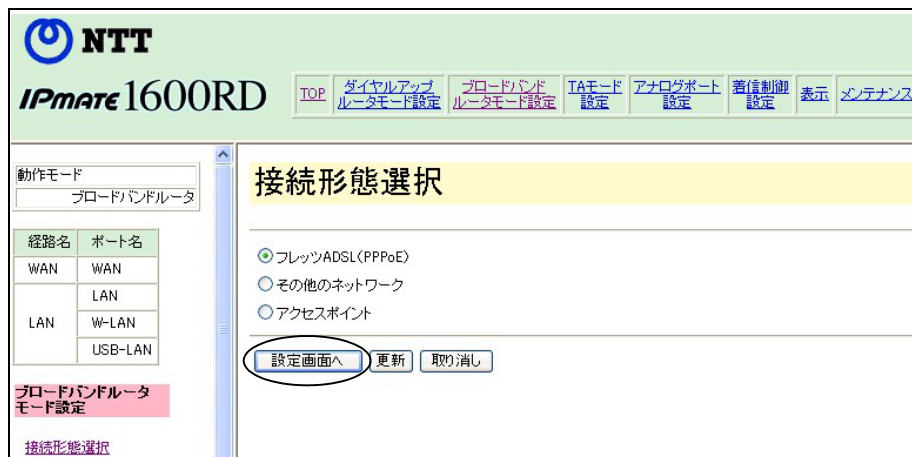 NTT
IPMATE1600RD
TOP
ダイヤルアップ
ルータモード設定
ブロードバンド
ルータモード設定
TAモード
設定
アナログポート
設定
着信制御
設定
表示
メンテナンス
動作モード
ブロードバンドルータ
経路名 ポート名
WAN WAN
LAN
LAN
W-LAN
USB-LAN
ブロードバンドルータ
モード設定
接続形態選択
接続形態選択
フレッツADSL(PPPoE)
その他のネットワーク
アクセスポイント
設定画面へ 更新 取り消し